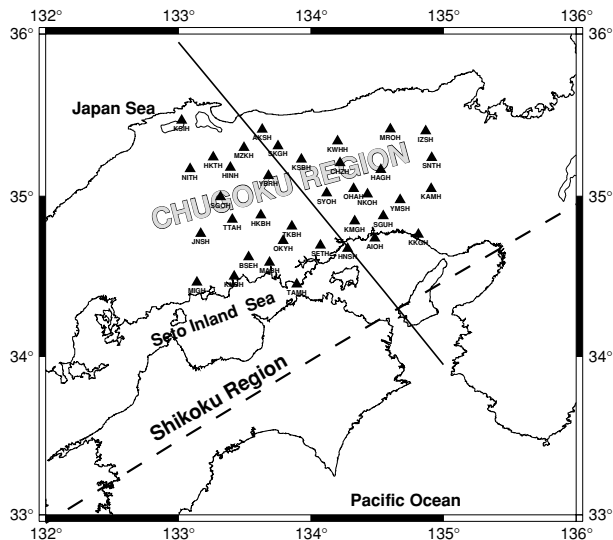 132° 133° 134° 135° 136°
36° 36°
Japan Sea
KSIH AKSH MROH IZSH
MZKH SKGH KWHH
HKTH KSBH CHZH SNTH
NITH HINH YBRH HAGH
CHUGOKU REGION
SGOH SYOH OHAH NKOH KAMH
35° 35°
YMSH
TTAH HKBH KMGH SGUH
JNSH TKBH AIOH KKGH
OKYH SETH HNSH
BSEH MABH
MIGH TAMH
Seto Inland Sea
34° 34°
Shikoku Region
Pacific Ocean
33° 33°
132° 133° 134° 135° 136°